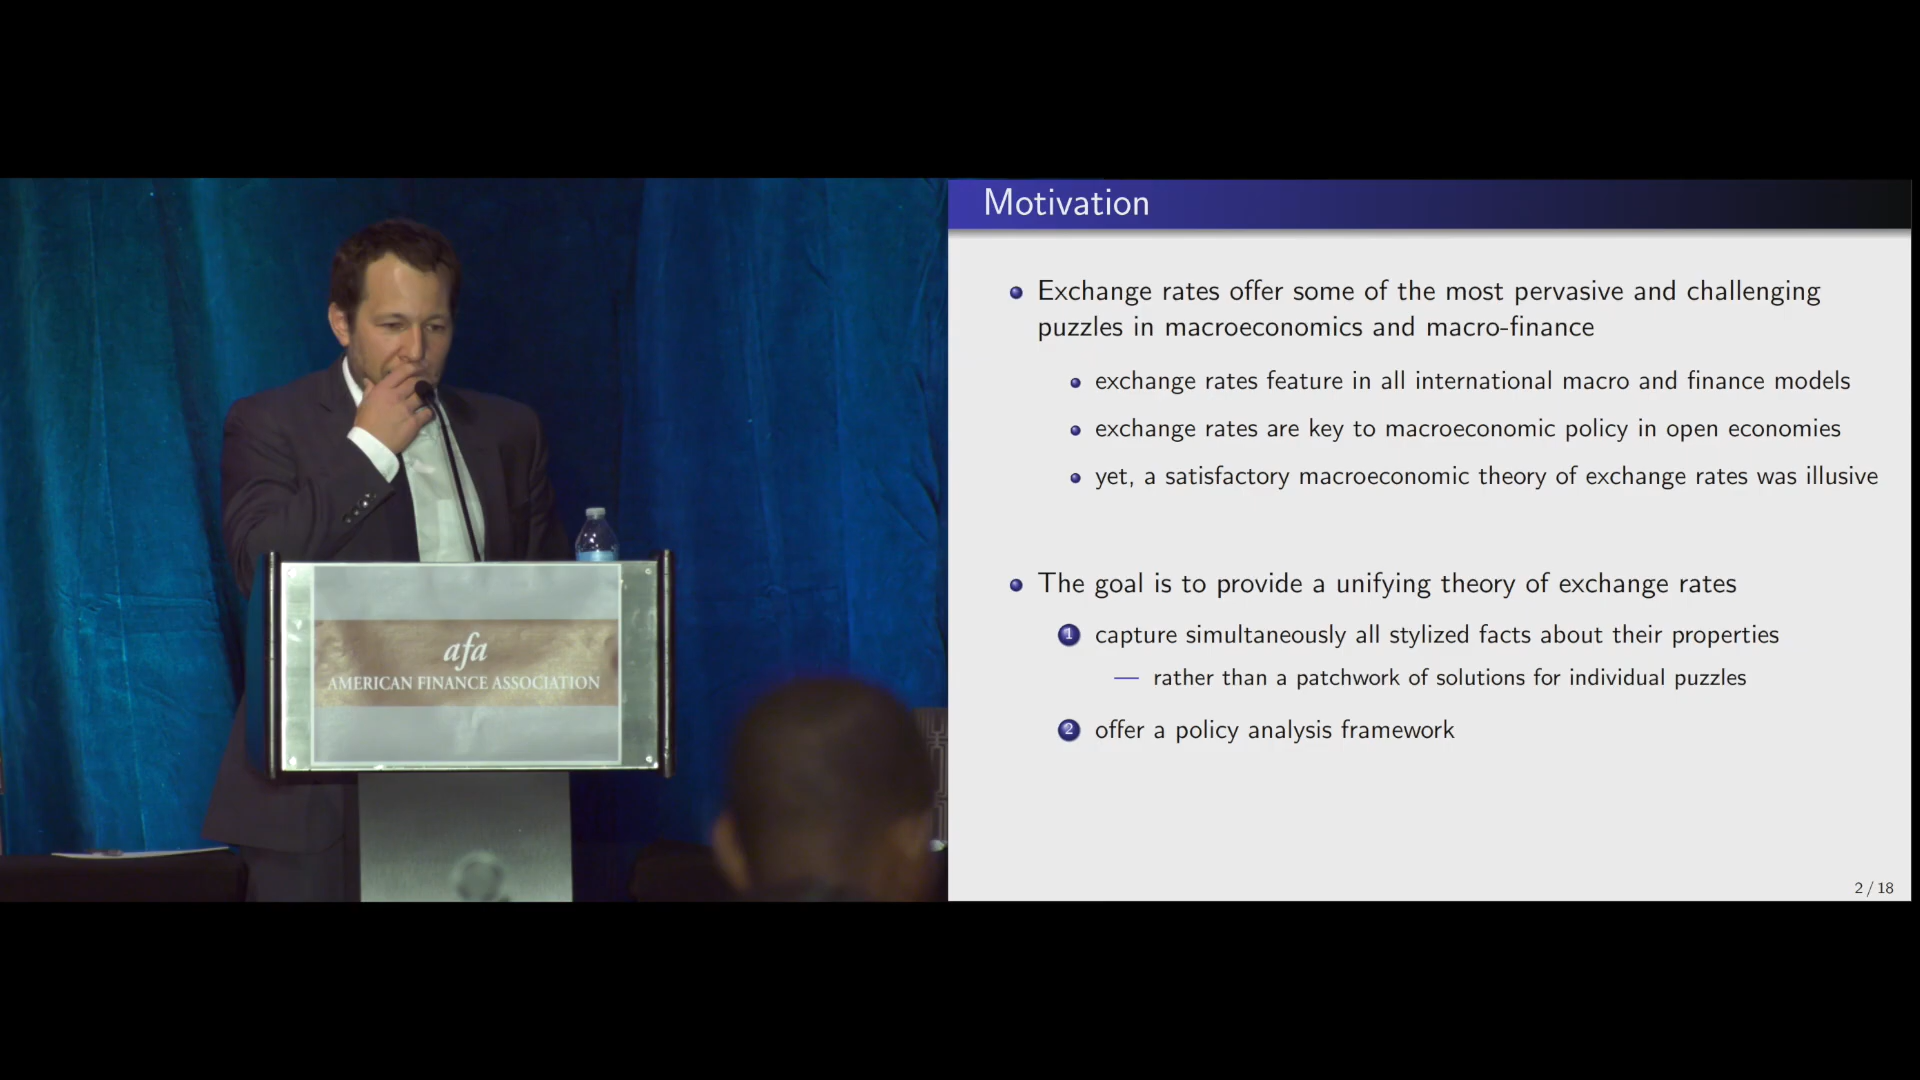 afa
AMERICAN FINANCE ASSOCIATION
Motivation
Exchange rates offer some of the most pervasive and challenging
puzzles in macroeconomics and macro-finance
exchange rates feature in all international macro and finance models
exchange rates are key to macroeconomic policy in open economies
yet, a satisfactory macroeconomic theory of exchange rates was illusive
The goal is to provide a unifying theory of exchange rates
1 capture simultaneously all stylized facts about their properties
— rather than a patchwork of solutions for individual puzzles
2 offer a policy analysis framework
2 / 18